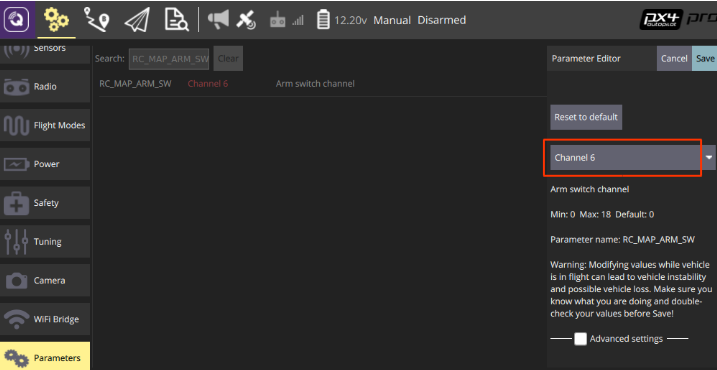 12.20v Manual Disarmed
px4 autopilot pro
Sensors
Radio
Flight Modes
Power
Safety
Tuning
Camera
WiFi Bridge
Parameters
Search: RC_MAP_ARM_SW Clear
RC_MAP_ARM_SW Channel 6 Arm switch channel
Parameter Editor Cancel Save
Reset to default
Channel 6
Arm switch channel
Min: 0 Max: 18 Default: 0
Parameter name: RC_MAP_ARM_SW
Warning: Modifying values while vehicle
is in flight can lead to vehicle instability
and possible vehicle loss. Make sure you
know what you are doing and double-
check your values before Save!
Advanced settings